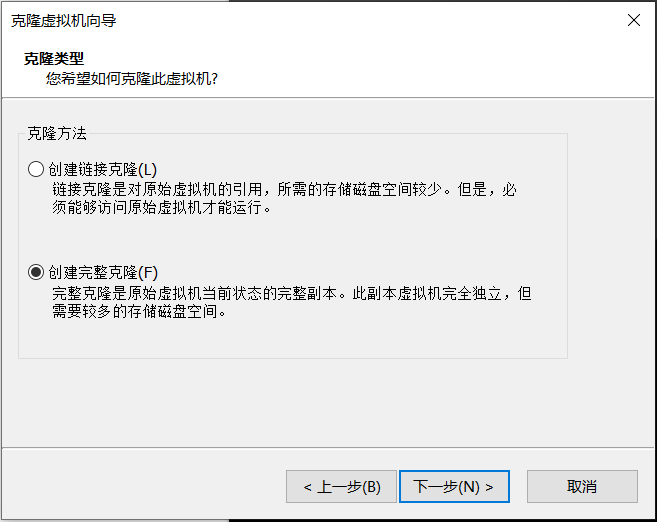 克隆虚拟机向导
克隆类型
您希望如何克隆此虚拟机?
克隆方法
创建链接克隆(L)
链接克隆是对原始虚拟机的引用，所需的存储磁盘空间较少。但是，必
须能够访问原始虚拟机才能运行。
创建完整克隆(F)
完整克隆是原始虚拟机当前状态的完整副本。此副本虚拟机完全独立，但
需要较多的存储磁盘空间。
< 上一步(B) 下一步(N) > 取消